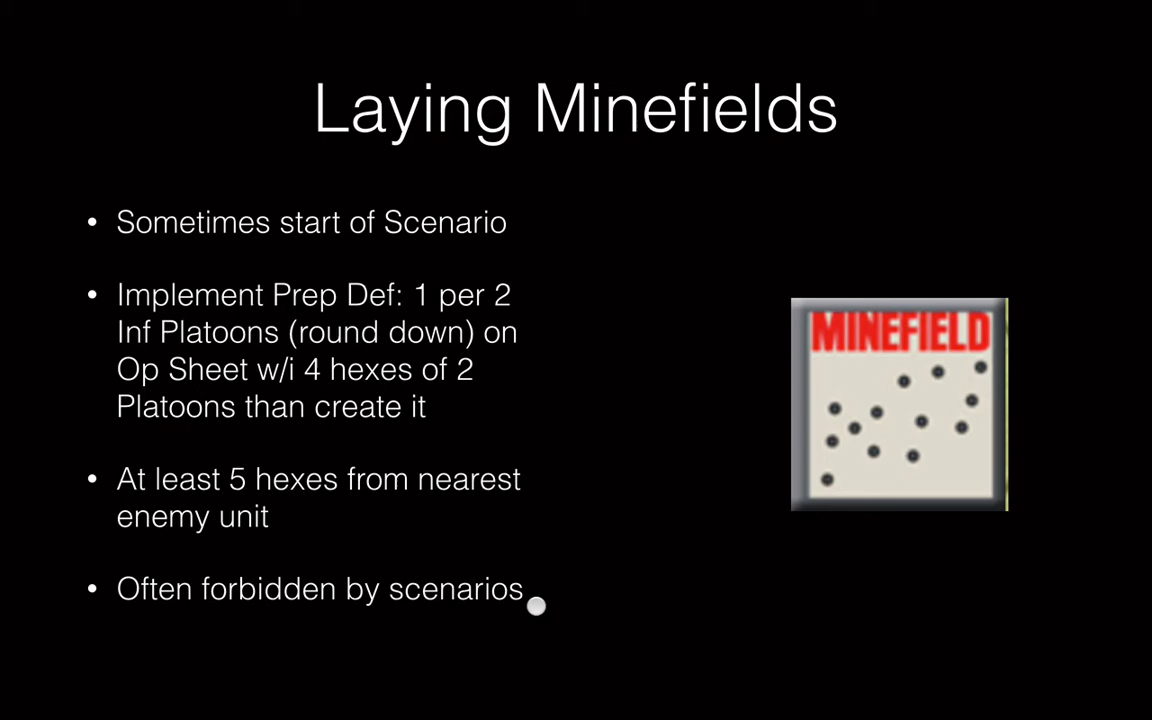 Laying Minefields
• Sometimes start of Scenario
• Implement Prep Def: 1 per 2
Inf Platoons (round down) on
Op Sheet w/i 4 hexes of 2
Platoons than create it
• At least 5 hexes from nearest
enemy unit
• Often forbidden by scenarios
MINEFIELD